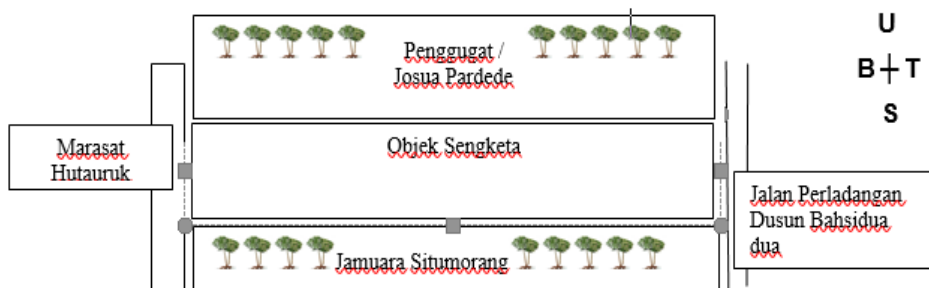 U
B T
S
Penggugat /
Josua Pardede
Objek Sengketa
Marasat
Hutauruk
Jalan Perladangan
Dusun Bahsidua
dua
Jamuara Situmorang